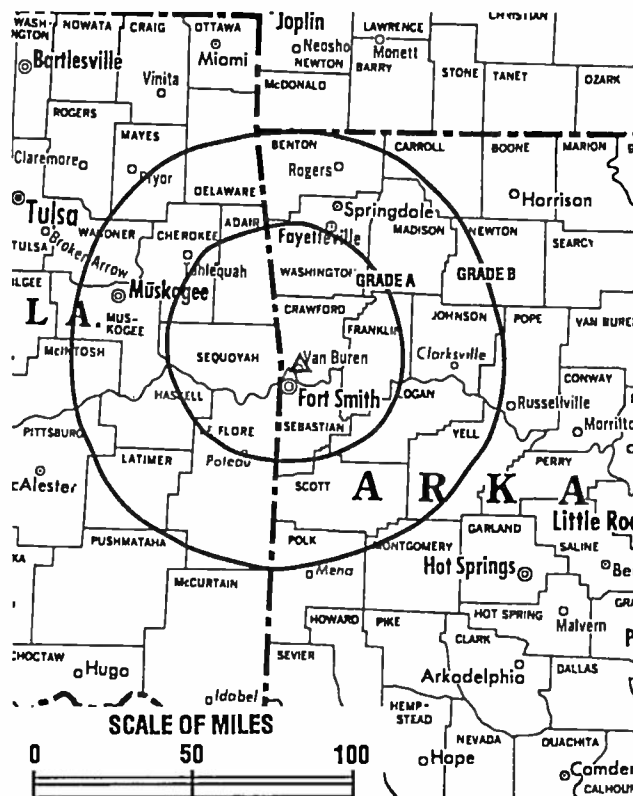 WASH-
INGTON
NOWATA
CRAIG
OTTAWA
Joplin
LAWRENCE
CHRISTIAN
Bartlesville
Miami
Neosho
NEWTON
Monett
BARRY
STONE
TANET
OZARK
Vinita
McDONALD
ROGERS
MAYES
BENTON
CARROLL
BOONE
MARION
Claremore
Pryor
Rogers
Harrison
DELAWARE
Tulsa
Springdale
ADAIR
WAGONER
CHEROKEE
Fayetteville
MADISON
NEWTON
SEARCY
TULSA
Broken Arrow
Tahlequah
WASHINGTON
GRADE A
GRADE B
Muskogee
L A.
MUS-
KOGEE
CRAWFORD
FRANKLIN
JOHNSON
POPE
VAN BUREN
McINTOSH
SEQUOYAH
Van Buren
Clarksville
CONWAY
HASKELL
Fort Smith
LOGAN
Russellville
LE FLORE
SEBASTIAN
YELL
Morrilton
PITTSBURG
LATIMER
Poteau
PERRY
McAlester
SCOTT
A R K A
Little Rock
PUSHMATAHA
POLK
MONTGOMERY
GARLAND
SALINE
McCURTAIN
Mena
Hot Springs
HOWARD
PIKE
HOT SPRING
Malvern
CLARK
CHOCTAW
Hugo
SEVIER
Arkadelphia
DALLAS
Idabel
HEMP-
STEAD
SCALE OF MILES
NEVADA
OUACHITA
0 50 100
Hope
Camden
CALHOUN